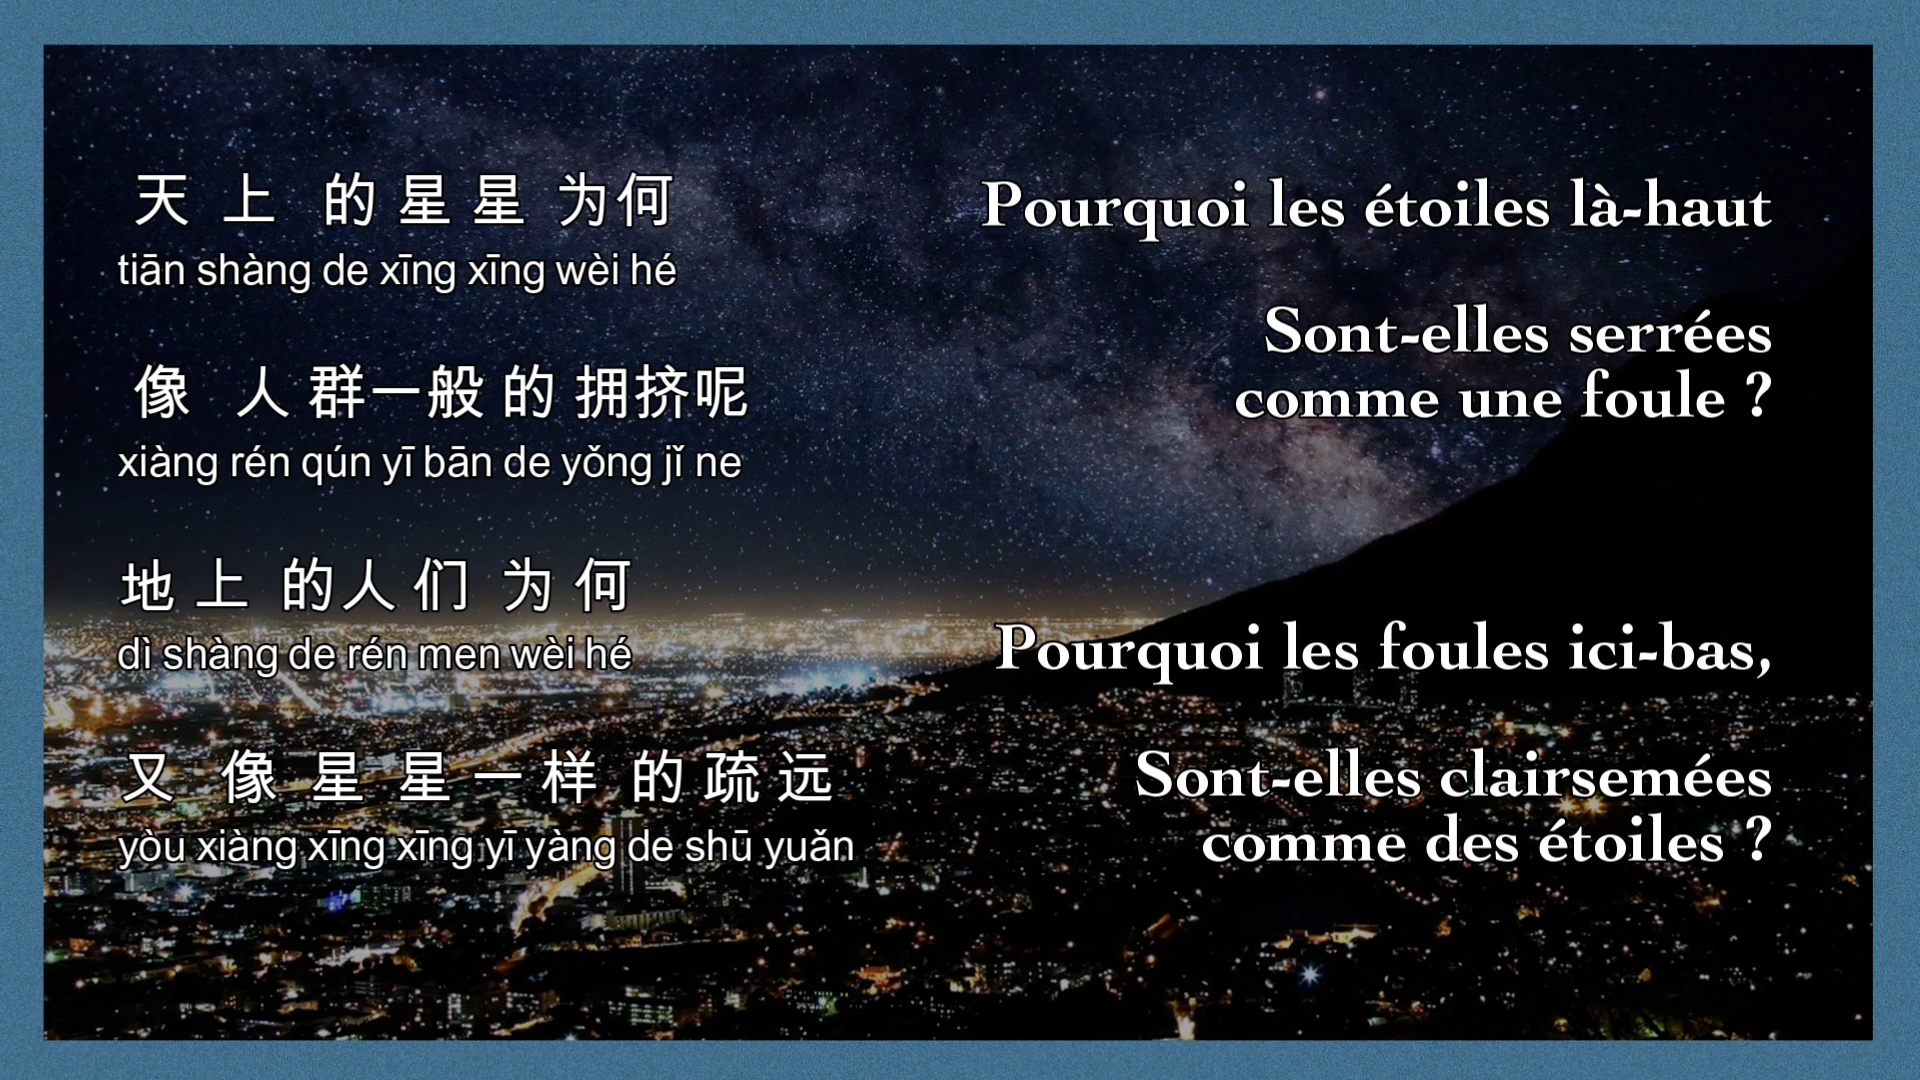 天上的星星为何
tiān shàng de xīng xīng wèi hé
像人群一般的拥挤呢
xiàng rén qún yī bān de yǒng jǐ ne
地上的人们为何
dì shàng de rén men wèi hé
又像星星一样的疏远
yòu xiàng xīng xīng yī yàng de shū yuǎn
Pourquoi les étoiles là-haut
Sont-elles serrées
comme une foule ?
Pourquoi les foules ici-bas,
Sont-elles clairsemées
comme des étoiles ?